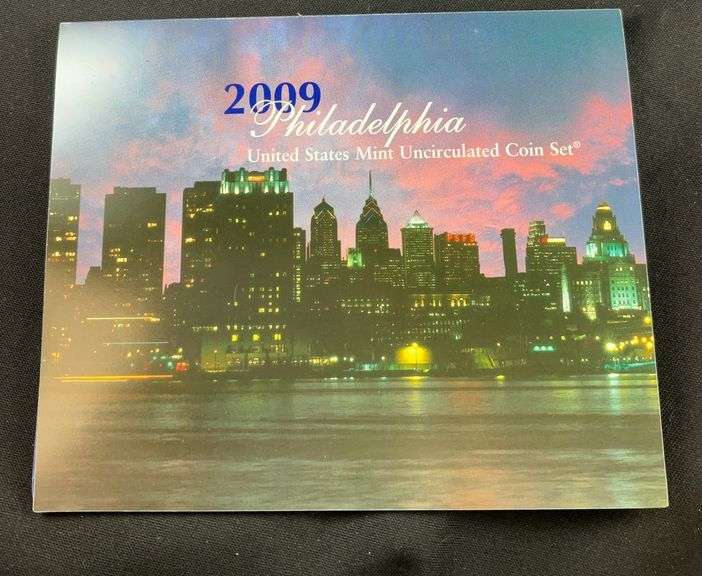 2009
Philadelphia
United States Mint Uncirculated Coin Set®